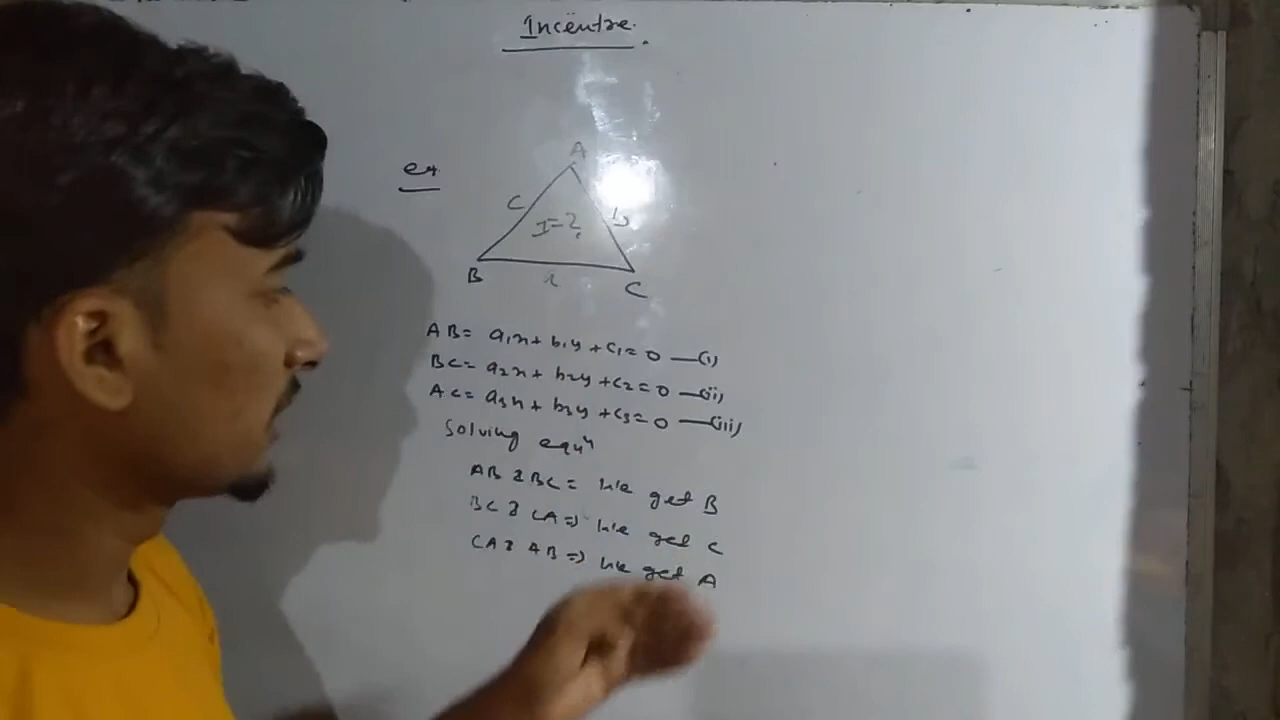 Incentre.
ex.
A
C
b
I=?
B
C
AB= a₁x+ b₁y +c₁=0 —(i)
BC= a₂x+ b₂y +c₂=0 —(ii)
AC= a₃x+ b₃y +c₃=0 —(iii)
Solving equⁿ
AB & BC= we get B
BC & CA=) we get C
CA & AB=) we get A